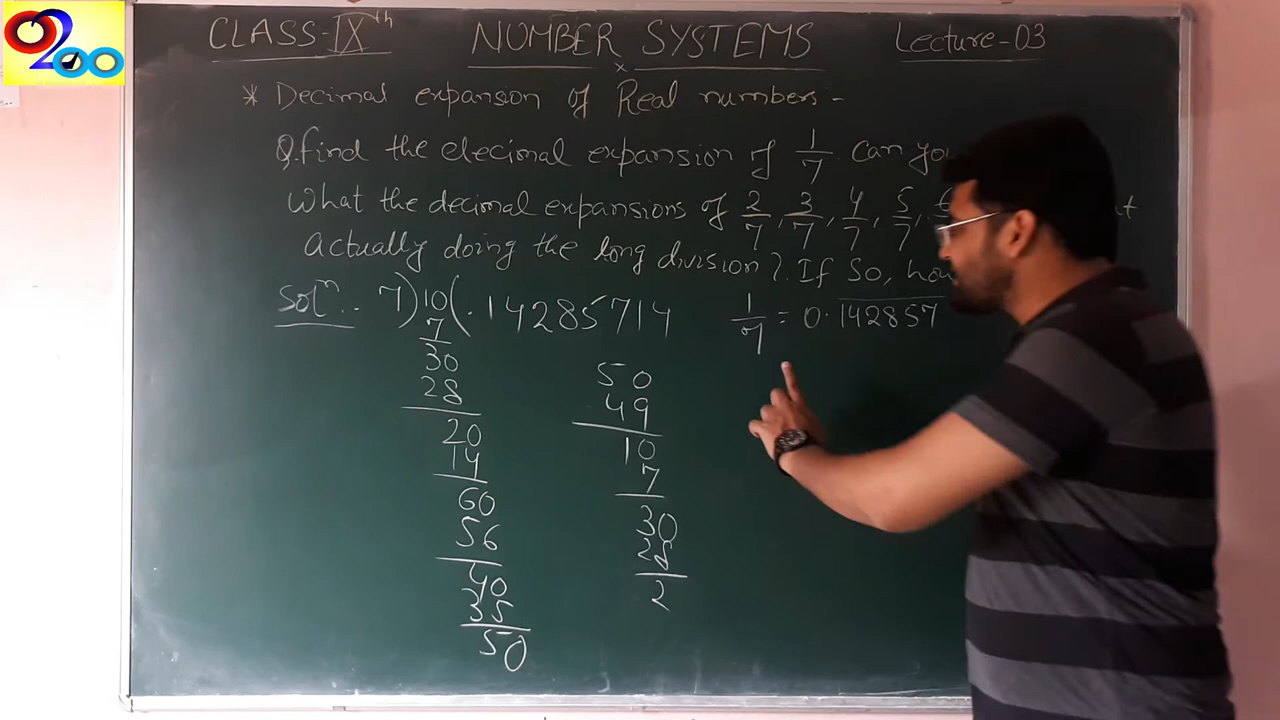 O2OO
CLASS-IXth NUMBER SYSTEMS Lecture-03
* Decimal expansion of Real numbers-
Q. find the decimal expansion of 1/7 can you
What the decimal expansions of 2/7, 3/7, 4/7, 5/7,
actually doing the long division?. If So, how
Soln.. 7)10(.14285714 1/7 = 0.142857
7
30
28
20
14
60
56
40
35
50
50
49
10
7
30
28
2